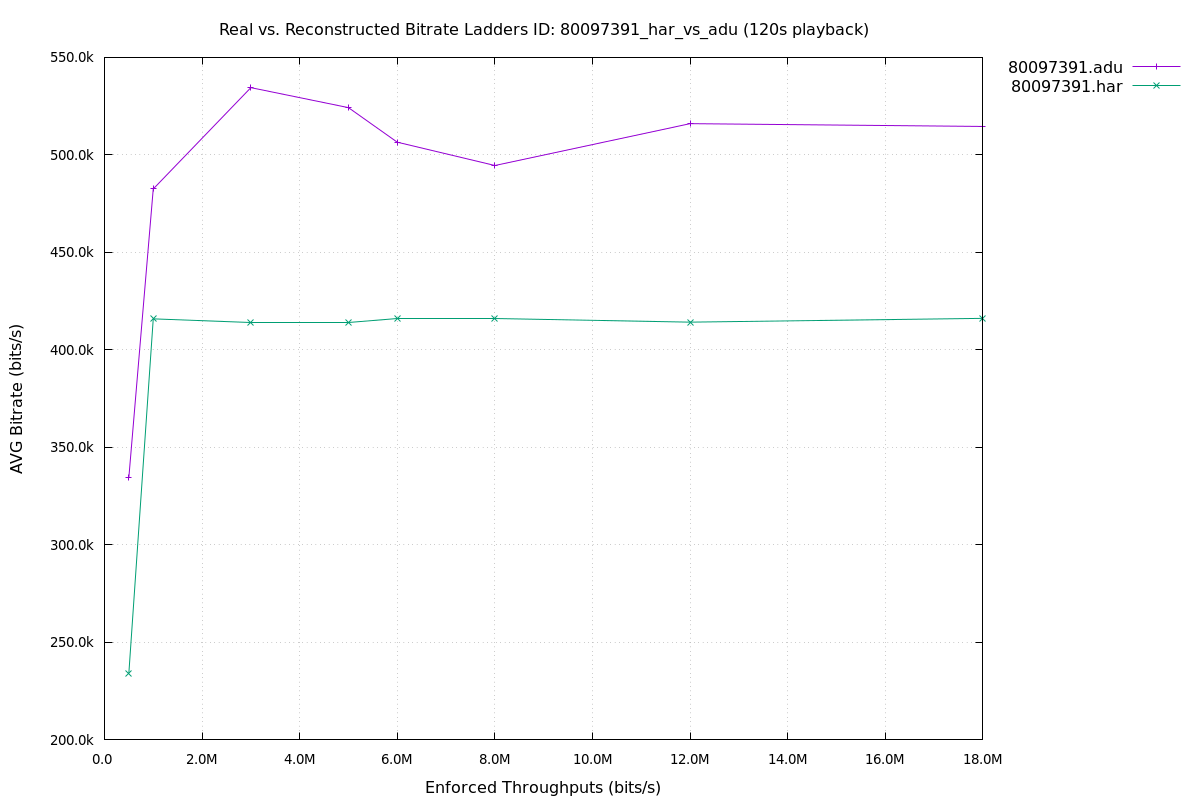 Real vs. Reconstructed Bitrate Ladders ID: 80097391_har_vs_adu (120s playback)
80097391.adu
80097391.har
550.0k
500.0k
450.0k
400.0k
350.0k
300.0k
250.0k
200.0k
AVG Bitrate (bits/s)
0.0 2.0M 4.0M 6.0M 8.0M 10.0M 12.0M 14.0M 16.0M 18.0M
Enforced Throughputs (bits/s)